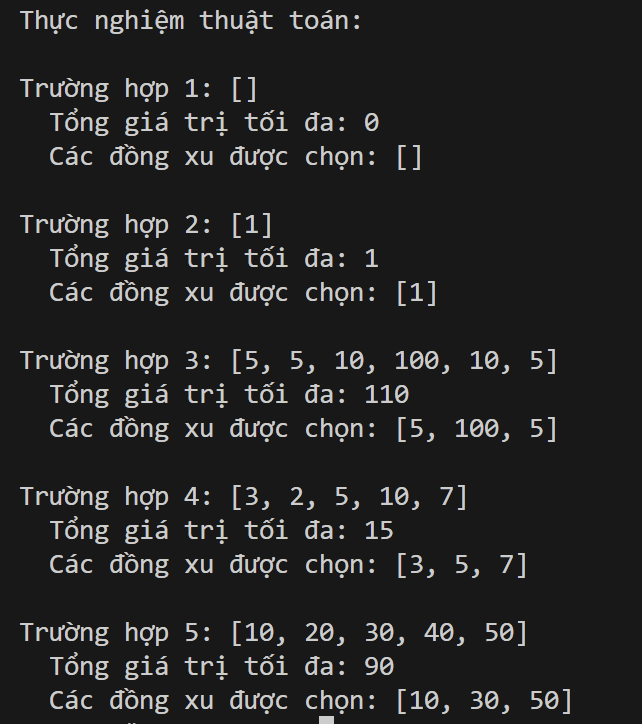 Thực nghiệm thuật toán:
Trường hợp 1: []
Tổng giá trị tối đa: 0
Các đồng xu được chọn: []
Trường hợp 2: [1]
Tổng giá trị tối đa: 1
Các đồng xu được chọn: [1]
Trường hợp 3: [5, 5, 10, 100, 10, 5]
Tổng giá trị tối đa: 110
Các đồng xu được chọn: [5, 100, 5]
Trường hợp 4: [3, 2, 5, 10, 7]
Tổng giá trị tối đa: 15
Các đồng xu được chọn: [3, 5, 7]
Trường hợp 5: [10, 20, 30, 40, 50]
Tổng giá trị tối đa: 90
Các đồng xu được chọn: [10, 30, 50]